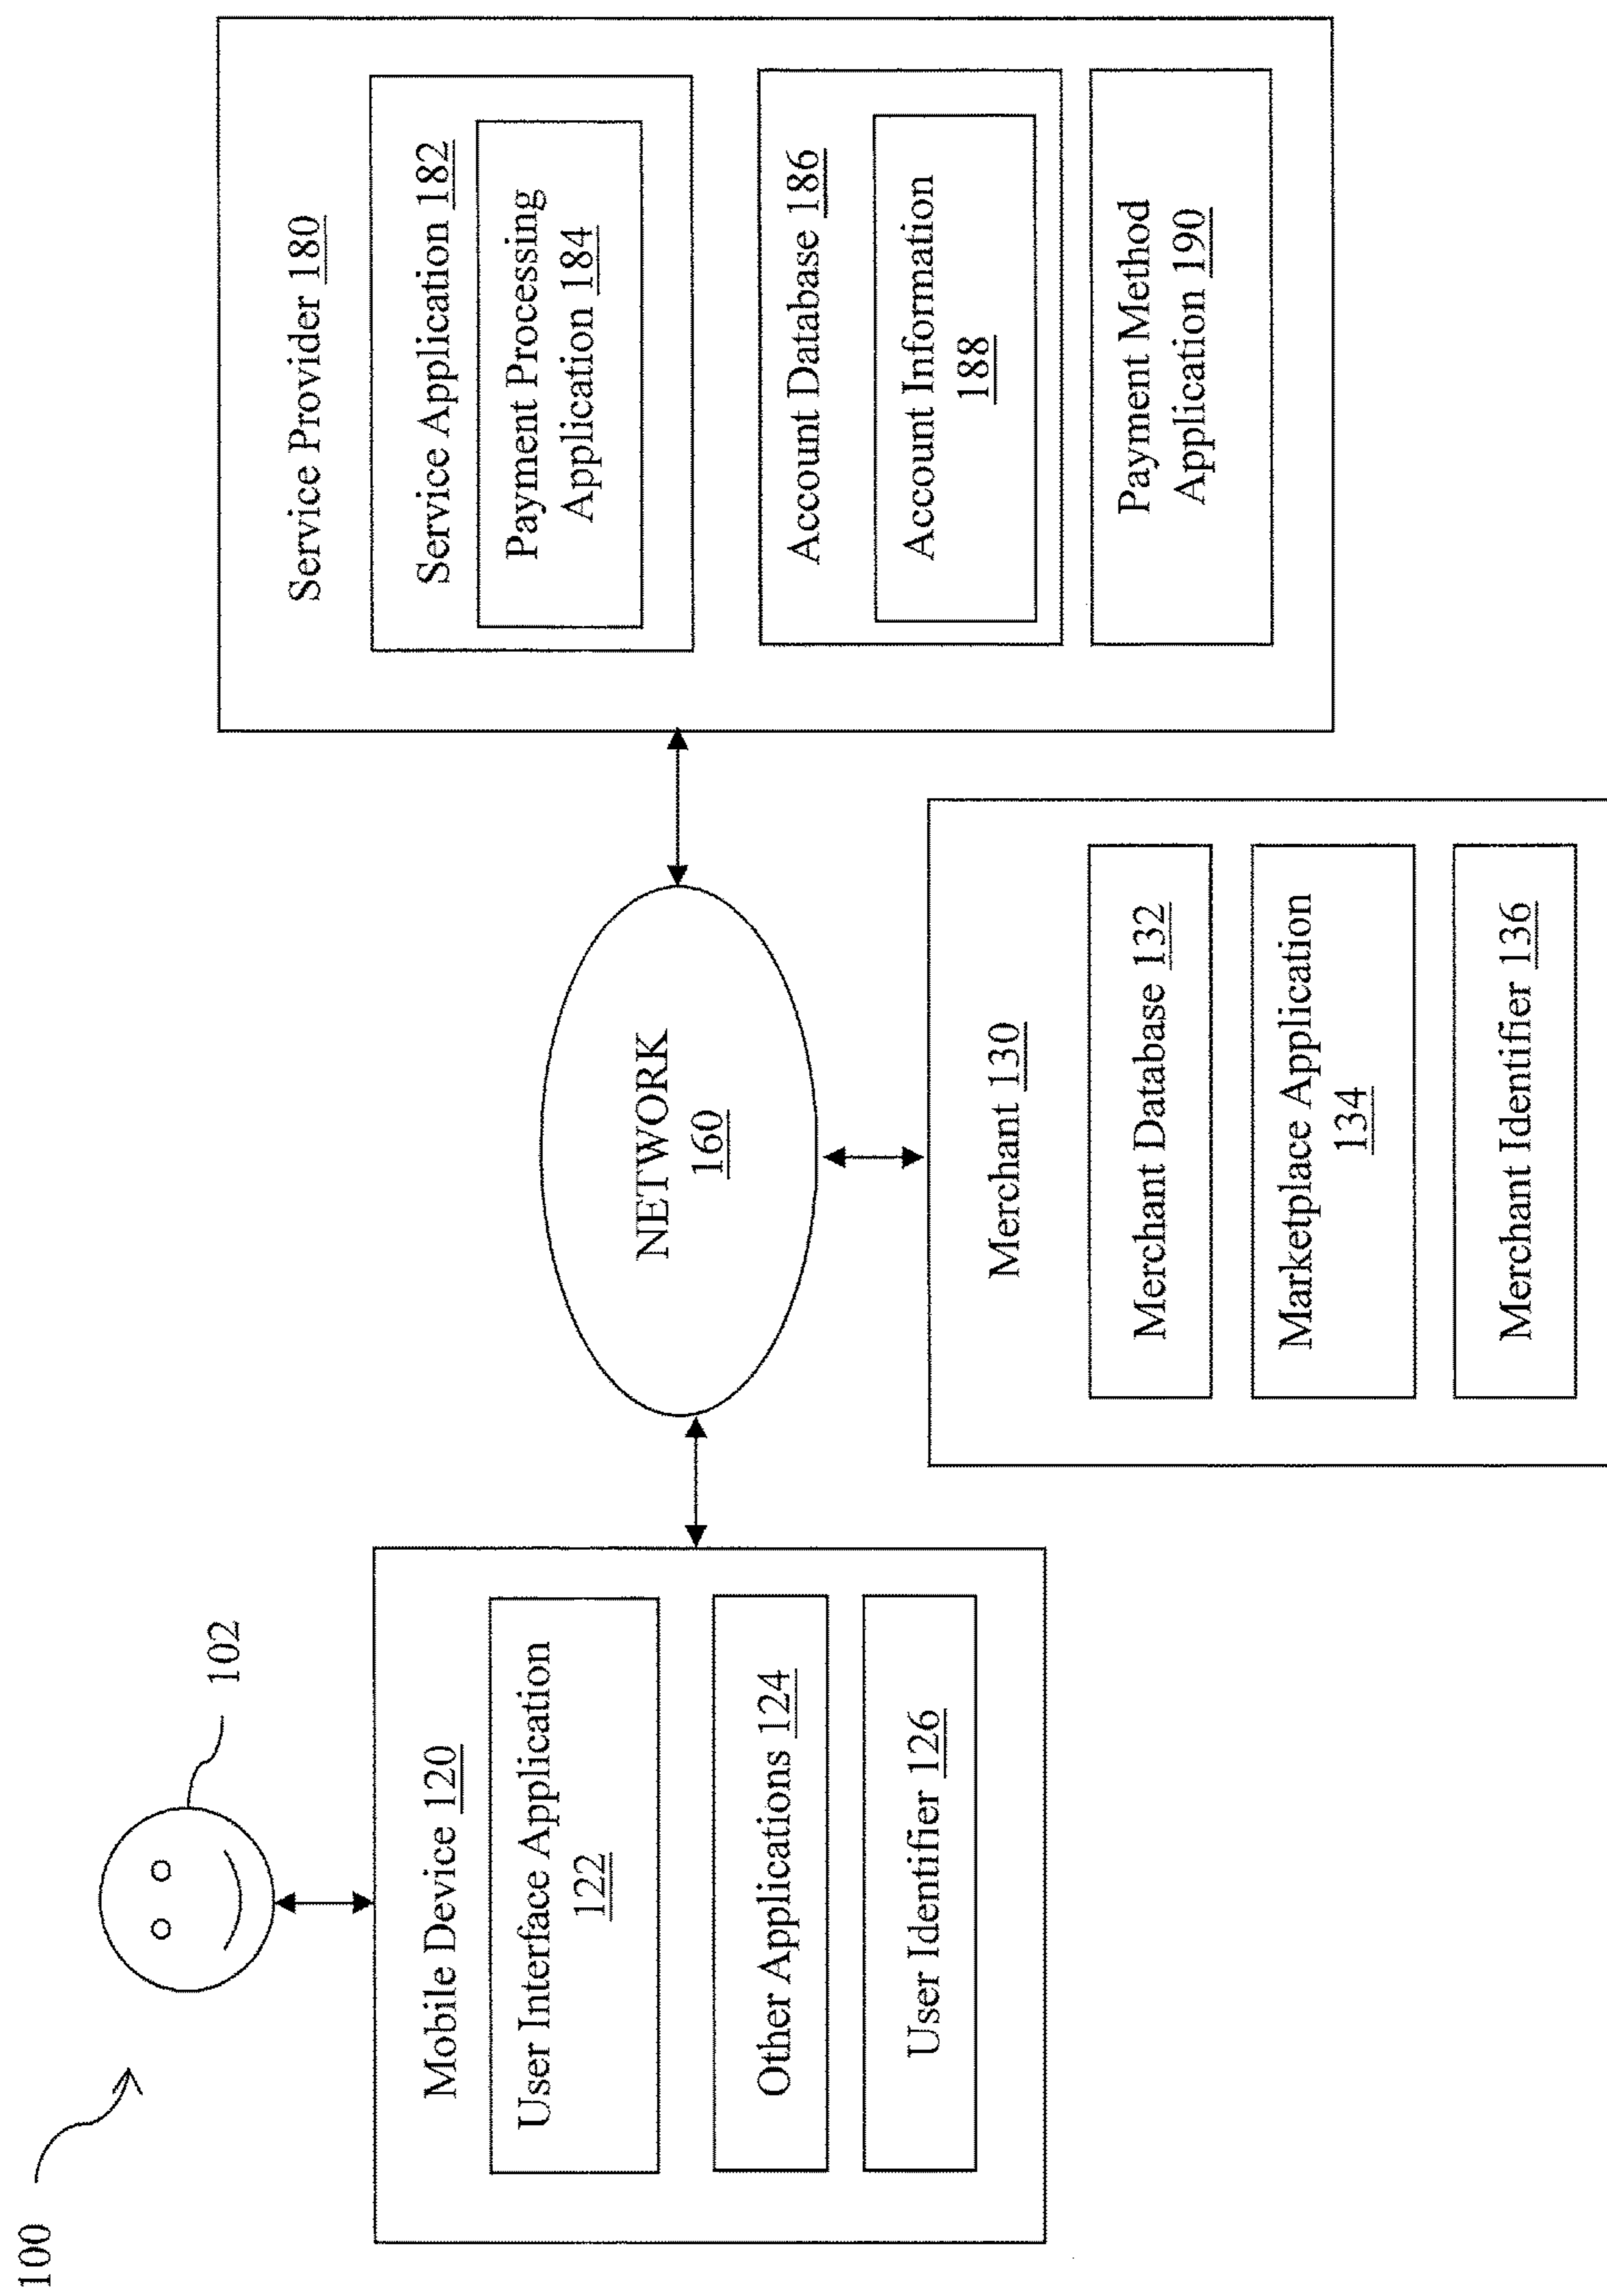 100
102
Mobile Device 120
User Interface Application
122
Other Applications 124
User Identifier 126
NETWORK
160
Merchant 130
Merchant Database 132
Marketplace Application
134
Merchant Identifier 136
Service Provider 180
Service Application 182
Payment Processing
Application 184
Account Database 186
Account Information
188
Payment Method
Application 190